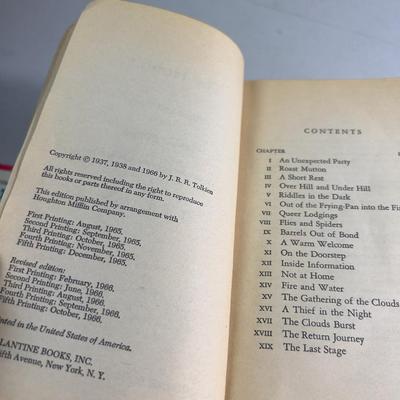 Copyright © 1937, 1938 and 1966 by J. R. R. Tolkien
All rights reserved including the right to reproduce
this books or parts thereof in any form.
This edition published by arrangement with
Houghton Mifflin Company.
First Printing: August, 1965.
Second Printing: September, 1965.
Third Printing: October, 1965.
Fourth Printing: November, 1965.
Fifth Printing: December, 1965.
Revised edition:
First Printing: February, 1966.
Second Printing: June, 1966.
Third Printing: August, 1966
Fourth Printing: September, 1966.
Fifth Printing: October, 1966.
Printed in the United States of America.
LLANTINE BOOKS, INC.
Fifth Avenue, New York, N. Y.
CONTENTS
CHAPTER
I An Unexpected Party
II Roast Mutton
III A Short Rest
IV Over Hill and Under Hill
V Riddles in the Dark
VI Out of the Frying-Pan into the Fi
VII Queer Lodgings
VIII Flies and Spiders
IX Barrels Out of Bond
X A Warm Welcome
XI On the Doorstep
XII Inside Information
XIII Not at Home
XIV Fire and Water
XV The Gathering of the Clouds
XVI A Thief in the Night
XVII The Clouds Burst
XVIII The Return Journey
XIX The Last Stage